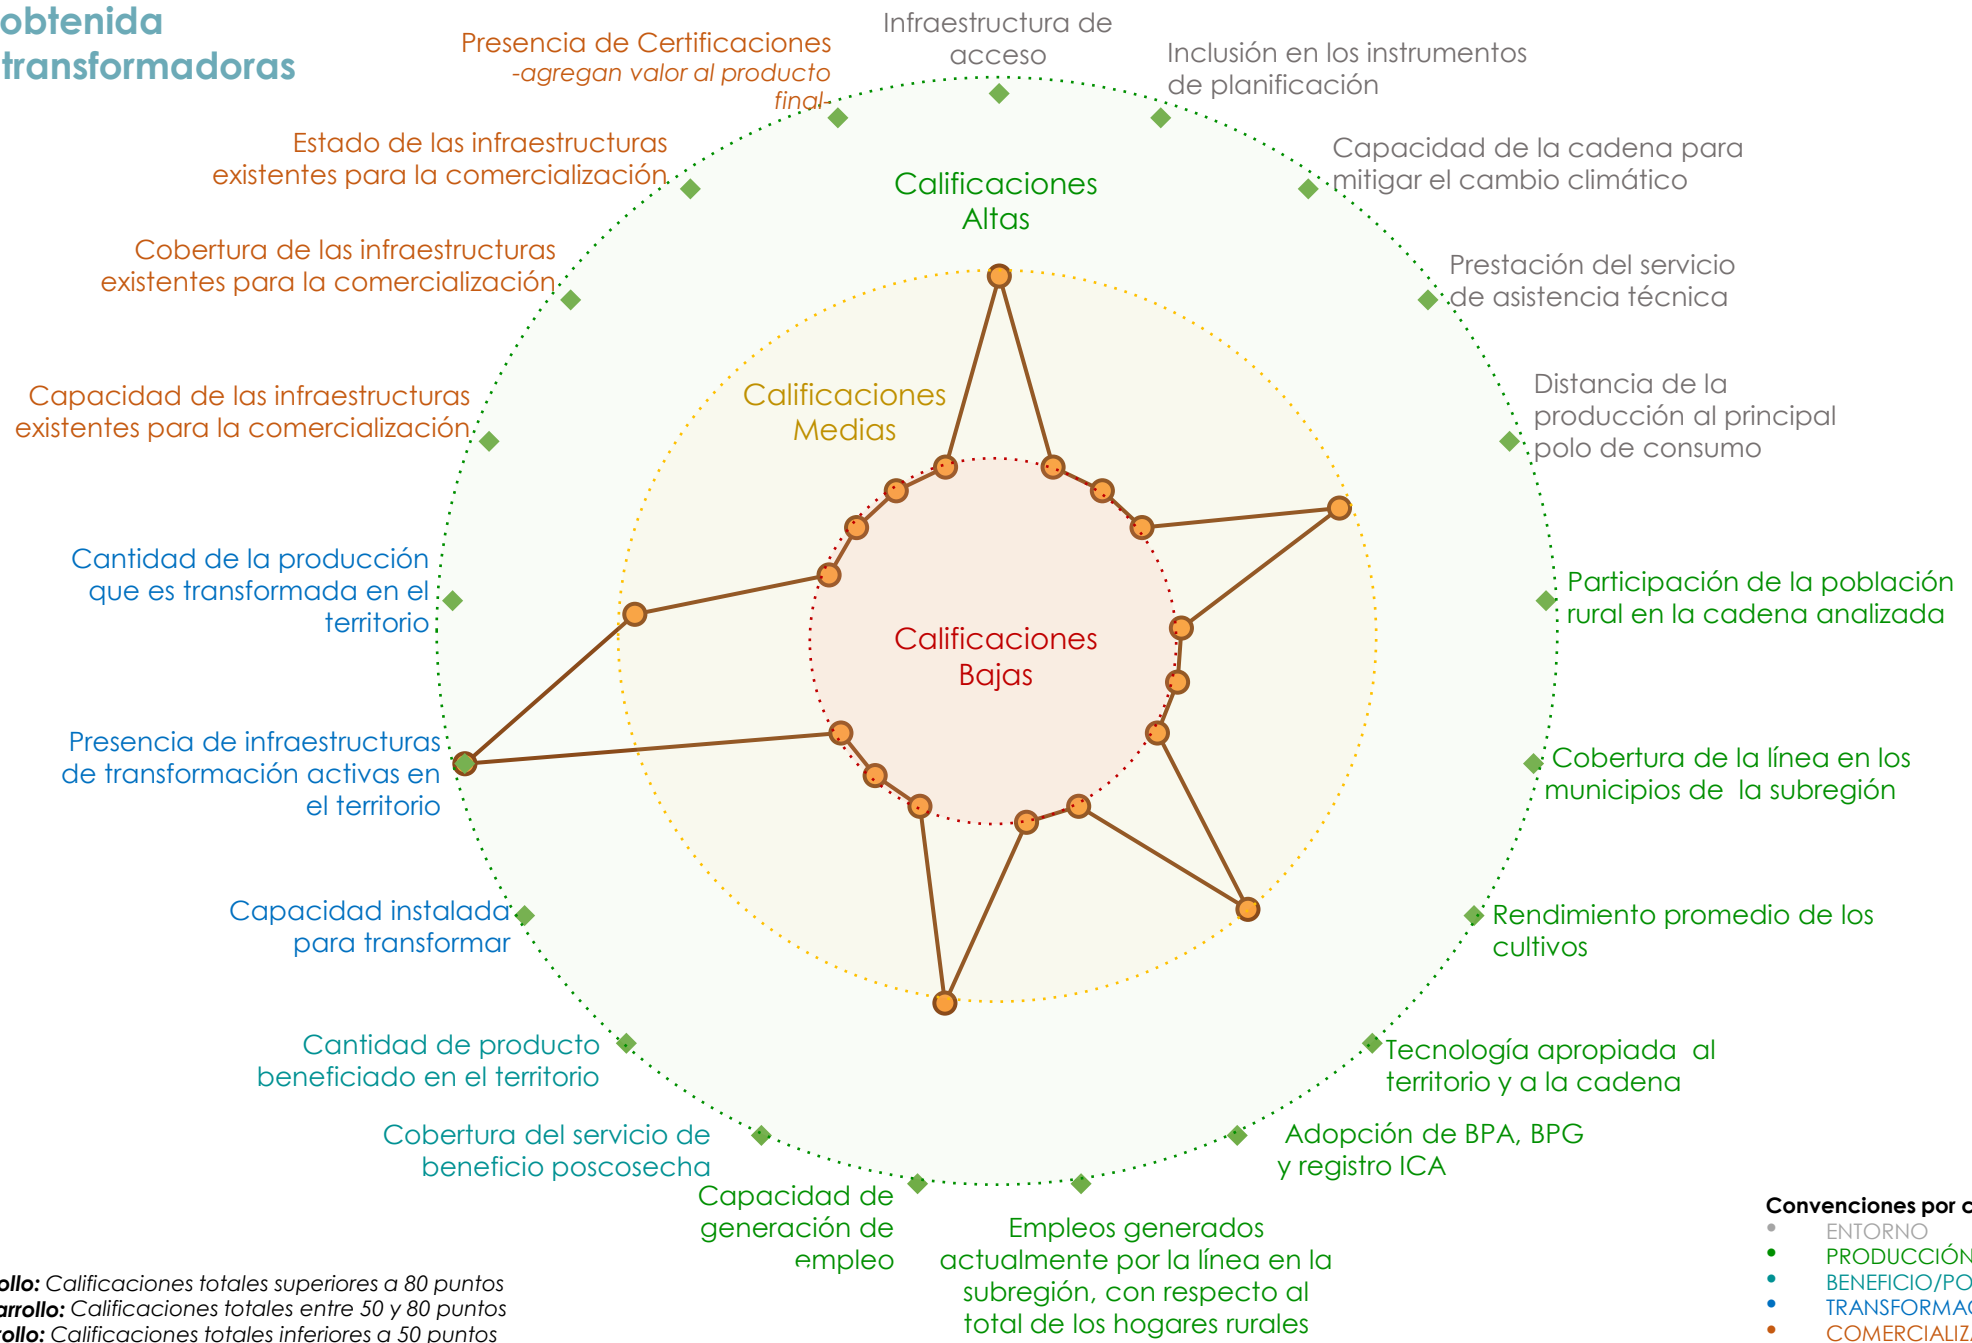 obtenida
transformadoras
Presencia de Certificaciones
-agregan valor al producto
final-
Infraestructura de
acceso
Inclusión en los instrumentos
de planificación
Estado de las infraestructuras
existentes para la comercialización
Capacidad de la cadena para
mitigar el cambio climático
Calificaciones
Altas
Cobertura de las infraestructuras
existentes para la comercialización
Prestación del servicio
de asistencia técnica
Capacidad de las infraestructuras
existentes para la comercialización
Calificaciones
Medias
Distancia de la
producción al principal
polo de consumo
Cantidad de la producción
que es transformada en el
territorio
Participación de la población
rural en la cadena analizada
Calificaciones
Bajas
Presencia de infraestructuras
de transformación activas en
el territorio
Cobertura de la línea en los
municipios de  la subregión
Capacidad instalada
para transformar
Rendimiento promedio de los
cultivos
Cantidad de producto
beneficiado en el territorio
Tecnología apropiada  al
territorio y a la cadena
Cobertura del servicio de
beneficio poscosecha
Adopción de BPA, BPG
y registro ICA
Capacidad de
generación de
empleo
Empleos generados
actualmente por la línea en la
subregión, con respecto al
total de los hogares rurales
ollo: Calificaciones totales superiores a 80 puntos
arrollo: Calificaciones totales entre 50 y 80 puntos
rollo: Calificaciones totales inferiores a 50 puntos
Convenciones por c
• ENTORNO
• PRODUCCIÓN
• BENEFICIO/PO
• TRANSFORMAC
• COMERCIALIZA